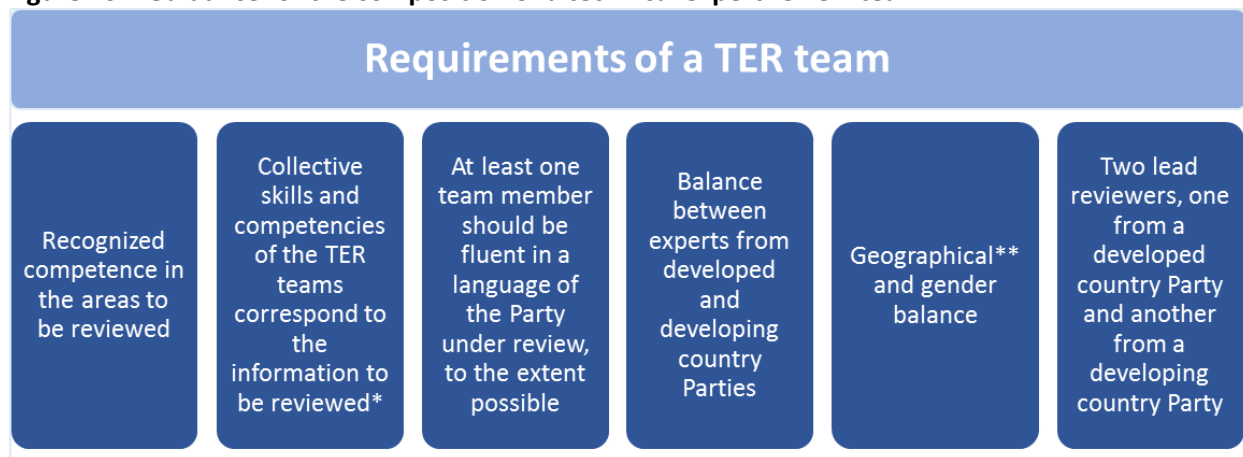 Requirements of a TER team
Recognized
competence in
the areas to
be reviewed
Collective
skills and
competencies
of the TER
teams
correspond to
the
information to
be reviewed*
At least one
team member
should be
fluent in a
language of
the Party
under review,
to the extent
possible
Balance
between
experts from
developed
and
developing
country
Parties
Geographical**
and gender
balance
Two lead
reviewers, one
from a
developed
country Party
and another
from a
developing
country Party